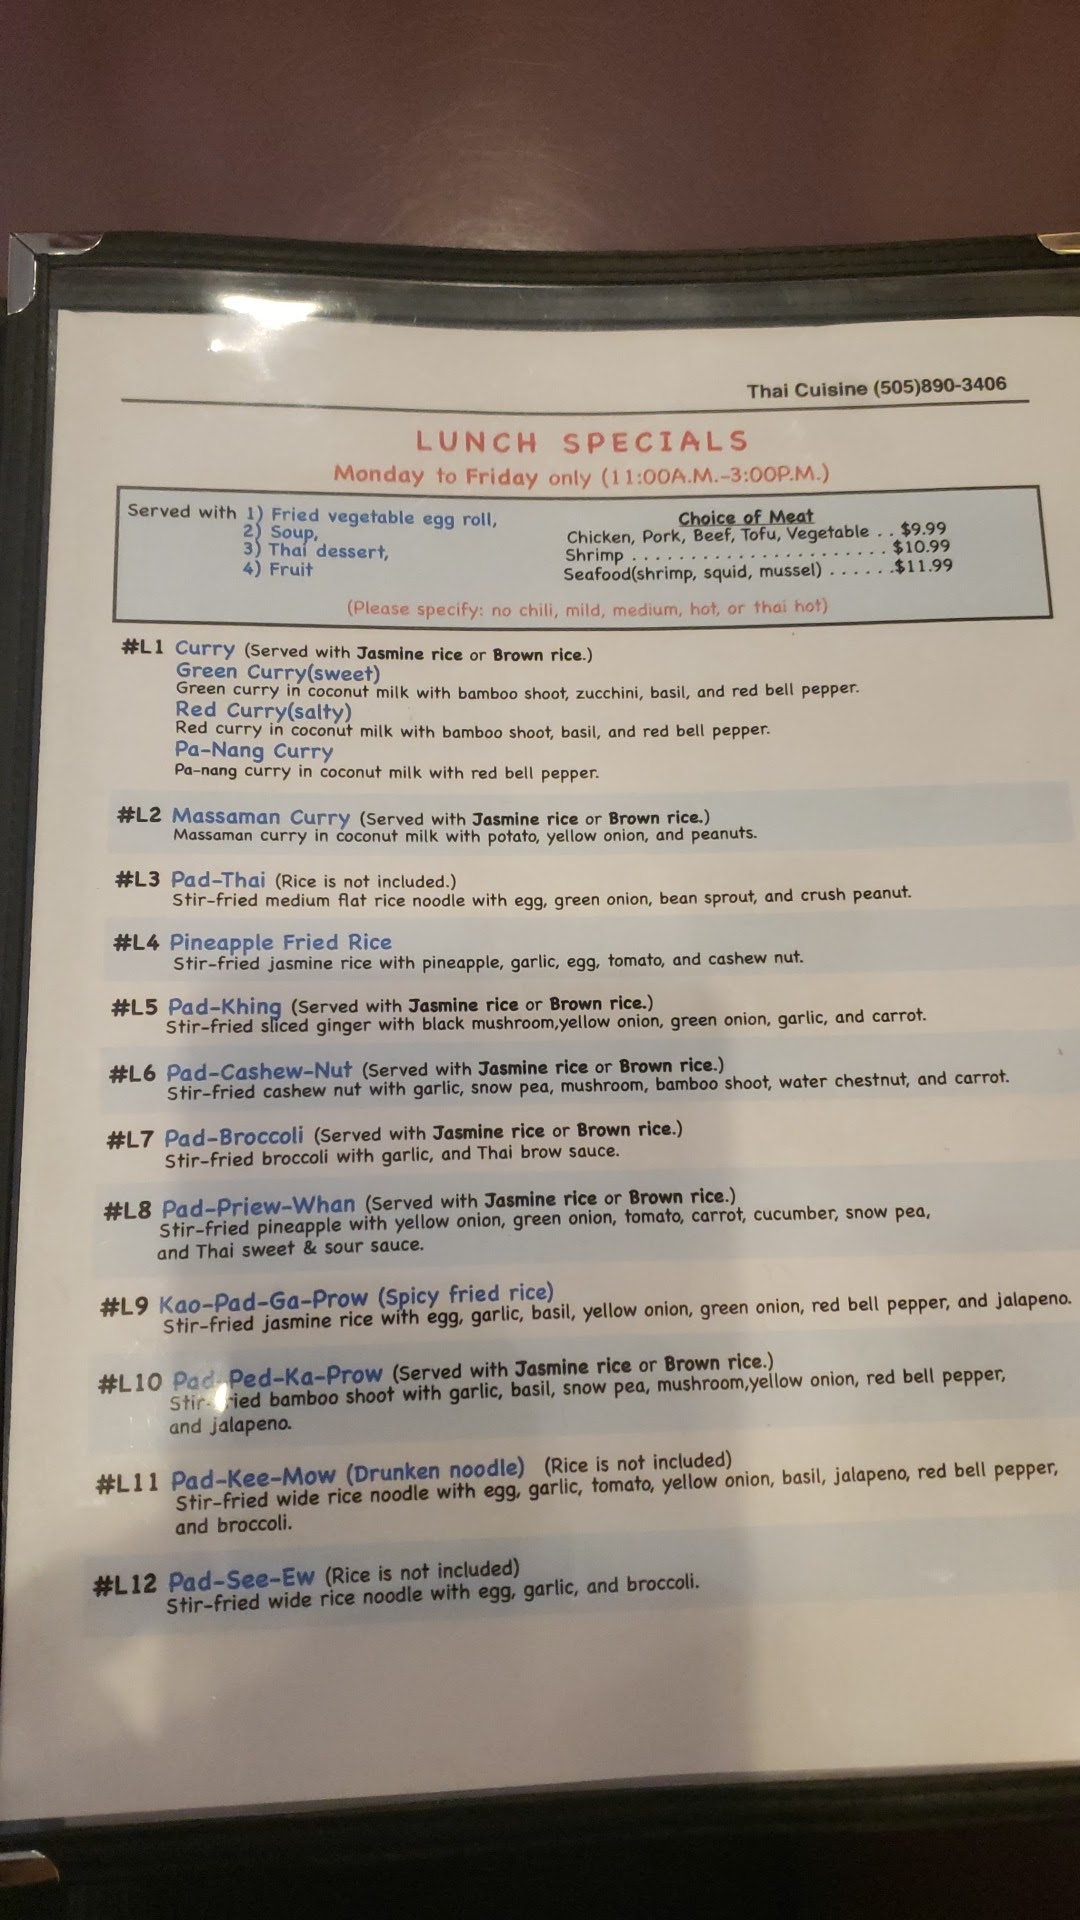 Thai Cuisine (505)890-3406
LUNCH SPECIALS
Monday to Friday only (11:00A.M.-3:00P.M.)
Served with 1) Fried vegetable egg roll,
2) Soup,
3) Thai dessert,
4) Fruit
Choice of Meat
Chicken, Pork, Beef, Tofu, Vegetable . . $9.99
Shrimp . . . . . . . . . . . . . . . . . . . . . . $10.99
Seafood(shrimp, squid, mussel) . . . . . .$11.99
(Please specify: no chili, mild, medium, hot, or thai hot)
#L1 Curry (Served with Jasmine rice or Brown rice.)
Green Curry(sweet)
Green curry in coconut milk with bamboo shoot, zucchini, basil, and red bell pepper.
Red Curry(salty)
Red curry in coconut milk with bamboo shoot, basil, and red bell pepper.
Pa-Nang Curry
Pa-nang curry in coconut milk with red bell pepper.
#L2 Massaman Curry (Served with Jasmine rice or Brown rice.)
Massaman curry in coconut milk with potato, yellow onion, and peanuts.
#L3 Pad-Thai (Rice is not included.)
Stir-fried medium flat rice noodle with egg, green onion, bean sprout, and crush peanut.
#L4 Pineapple Fried Rice
Stir-fried jasmine rice with pineapple, garlic, egg, tomato, and cashew nut.
#L5 Pad-Khing (Served with Jasmine rice or Brown rice.)
Stir-fried sliced ginger with black mushroom,yellow onion, green onion, garlic, and carrot.
#L6 Pad-Cashew-Nut (Served with Jasmine rice or Brown rice.)
Stir-fried cashew nut with garlic, snow pea, mushroom, bamboo shoot, water chestnut, and carrot.
#L7 Pad-Broccoli (Served with Jasmine rice or Brown rice.)
Stir-fried broccoli with garlic, and Thai brow sauce.
#L8 Pad-Priew-Whan (Served with Jasmine rice or Brown rice.)
Stir-fried pineapple with yellow onion, green onion, tomato, carrot, cucumber, snow pea,
and Thai sweet & sour sauce.
#L9 Kao-Pad-Ga-Prow (Spicy fried rice)
Stir-fried jasmine rice with egg, garlic, basil, yellow onion, green onion, red bell pepper, and jalapeno.
#L10 Pad-Ped-Ka-Prow (Served with Jasmine rice or Brown rice.)
Stir-fried bamboo shoot with garlic, basil, snow pea, mushroom,yellow onion, red bell pepper,
and jalapeno.
#L11 Pad-Kee-Mow (Drunken noodle) (Rice is not included)
Stir-fried wide rice noodle with egg, garlic, tomato, yellow onion, basil, jalapeno, red bell pepper,
and broccoli.
#L12 Pad-See-Ew (Rice is not included)
Stir-fried wide rice noodle with egg, garlic, and broccoli.